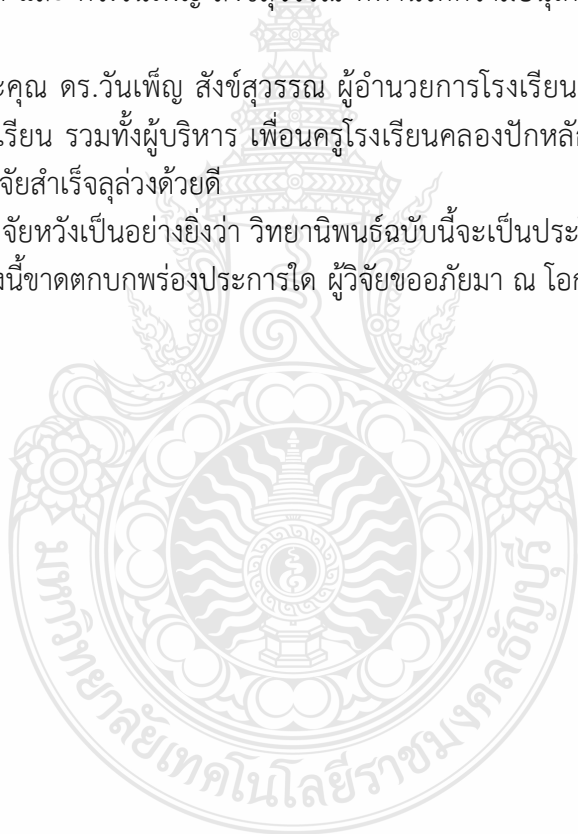 ะคุณ ดร.วันเพ็ญ สังข์สุวรรณ ผู้อำนวยการโรงเรียน
เรียน รวมทั้งผู้บริหาร เพื่อนครูโรงเรียนคลองปักหลัก
จัยสำเร็จลุล่วงด้วยดี
จัยหวังเป็นอย่างยิ่งว่า วิทยานิพนธ์ฉบับนี้จะเป็นประ
งนี้ขาดตกบกพร่องประการใด ผู้วิจัยขออภัยมา ณ โอก
มหาวิทยาลัยเทคโนโลยีราชมงคลธัญบุรี